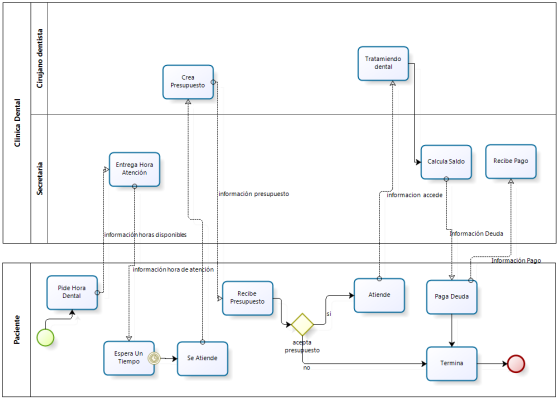 Clínica Dental
Cirujano dentista
Crea
Presupuesto
Tratamiendo
dental
Secretaria
Entrega Hora
Atención
Calcula Saldo
Recibe Pago
información presupuesto
informacion accede
información horas disponibles
Información Deuda
Información Pago
información hora de atención
Paciente
Pide Hora
Dental
Recibe
Presupuesto
Atiende
Paga Deuda
si
acepta
presupuesto
no
Espera Un
Tiempo
Se Atiende
Termina